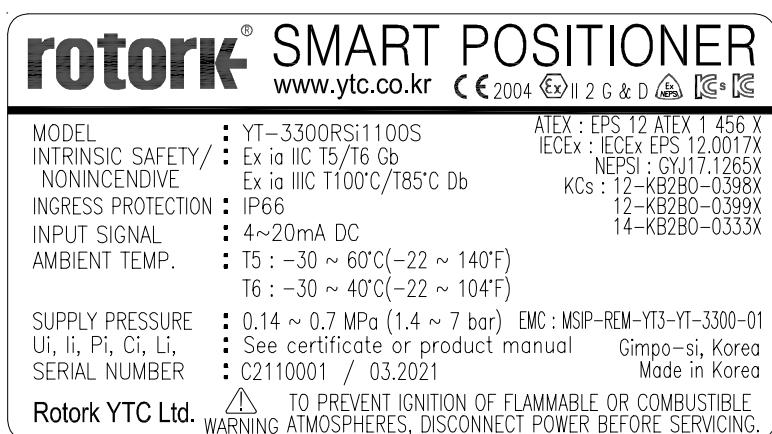 rotork® SMART POSITIONER
www.ytc.co.kr CE 2004 Ex II 2 G & D Ex NEPSI KCs KC
MODEL : YT-3300RSi1100S
ATEX : EPS 12 ATEX 1 456 X
INTRINSIC SAFETY/ : Ex ia IIC T5/T6 Gb
IECEx : IECEx EPS 12.0017X
NONINCENDIVE Ex ia IIIC T100°C/T85°C Db
NEPSI : GYJ17.1265X
KCs : 12-KB2BO-0398X
INGRESS PROTECTION : IP66
12-KB2BO-0399X
INPUT SIGNAL : 4~20mA DC
14-KB2BO-0333X
AMBIENT TEMP. : T5 : -30 ~ 60°C(-22 ~ 140°F)
T6 : -30 ~ 40°C(-22 ~ 104°F)
SUPPLY PRESSURE : 0.14 ~ 0.7 MPa (1.4 ~ 7 bar) EMC : MSIP-REM-YT3-YT-3300-01
Ui, Ii, Pi, Ci, Li, : See certificate or product manual Gimpo-si, Korea
SERIAL NUMBER : C2110001 / 03.2021 Made in Korea
Rotork YTC Ltd. WARNING TO PREVENT IGNITION OF FLAMMABLE OR COMBUSTIBLE
ATMOSPHERES, DISCONNECT POWER BEFORE SERVICING.